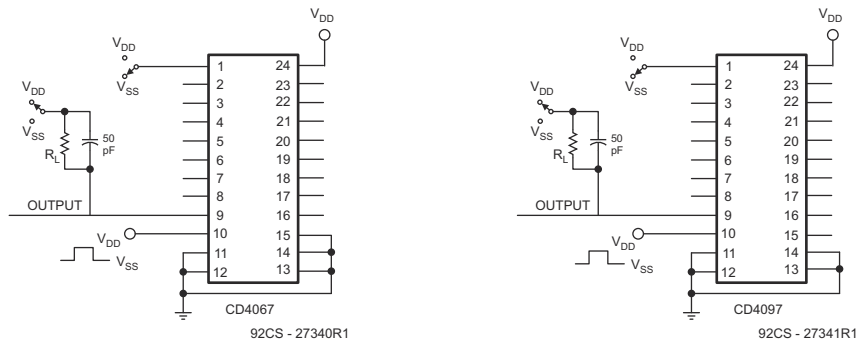 VDD
VDD
VSS
VDD
VSS
RL
50
pF
OUTPUT
VDD
VSS
1 24
2 23
3 22
4 21
5 20
6 19
7 18
8 17
9 16
10 15
11 14
12 13
CD4067
92CS - 27340R1
VDD
VDD
VSS
VDD
VSS
RL
50
pF
OUTPUT
VDD
VSS
1 24
2 23
3 22
4 21
5 20
6 19
7 18
8 17
9 16
10 15
11 14
12 13
CD4097
92CS - 27341R1